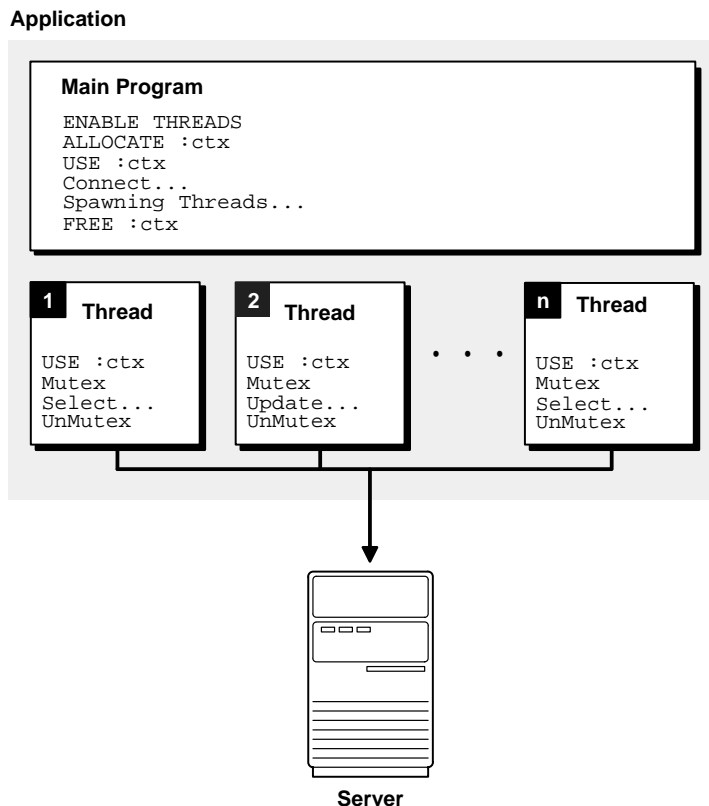 Application
Main Program
ENABLE THREADS
ALLOCATE :ctx
USE :ctx
Connect...
Spawning Threads...
FREE :ctx
1 Thread
USE :ctx
Mutex
Select...
UnMutex
2 Thread
USE :ctx
Mutex
Update...
UnMutex
. . .
n Thread
USE :ctx
Mutex
Select...
UnMutex
Server